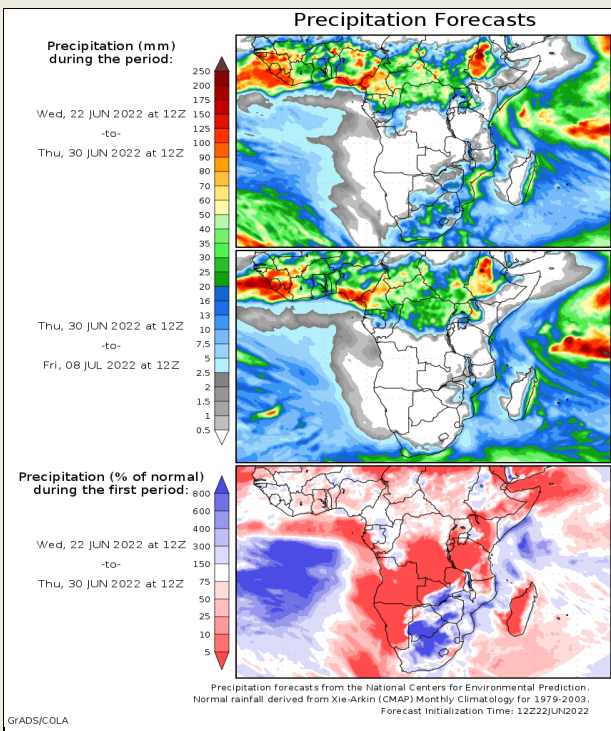 Precipitation Forecasts
Precipitation (mm)
during the period:
Wed, 22 JUN 2022 at 12Z
-to-
Thu, 30 JUN 2022 at 12Z
250
200
175
150
125
100
90
80
70
60
50
40
35
30
25
20
16
13
10
7.5
5
2.5
2
1.5
1
0.5
Thu, 30 JUN 2022 at 12Z
-to-
Fri, 08 JUL 2022 at 12Z
Precipitation (% of normal)
during the first period:
Wed, 22 JUN 2022 at 12Z
-to-
Thu, 30 JUN 2022 at 12Z
800
600
400
300
150
75
50
25
10
5
Precipitation forecasts from the National Centers for Environmental Prediction.
Normal rainfall derived from Xie-Arkin (CMAP) Monthly Climatology for 1979-2003.
Forecast Initialization Time: 12Z22JUN2022
GrADS/COLA